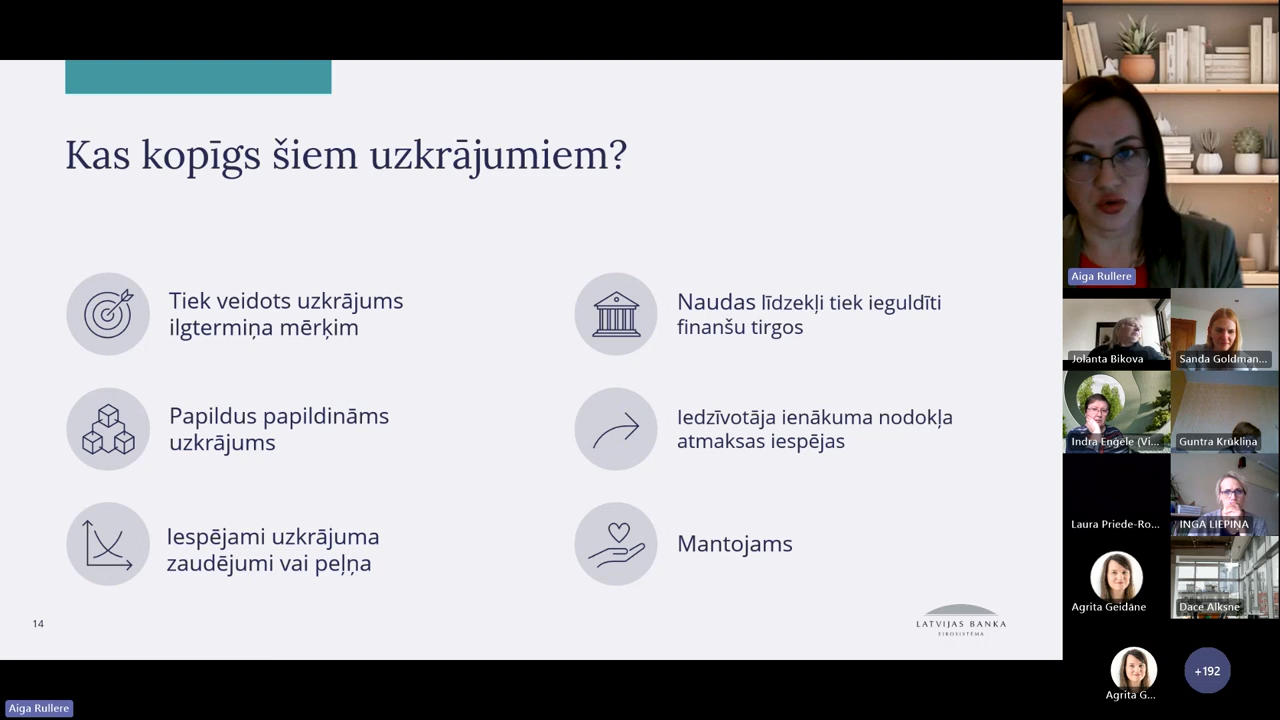 Kas kopīgs šiem uzkrājumiem?
Tiek veidots uzkrājums
ilgtermiņa mērķim
Papildus papildināms
uzkrājums
Iespējami uzkrājuma
zaudējumi vai peļņa
Naudas līdzekļi tiek ieguldīti
finanšu tirgos
Iedzīvotāja ienākuma nodokļa
atmaksas iespējas
Mantojams
14
LATVIJAS BANKA
EIROSISTĒMA
Aiga Rullere
Jolanta Bikova
Sanda Goldman...
Indra Eņģele (Vi...
Guntra Krūkliņa
Laura Priede-Ro...
INGA LIEPIŅA
Agrita Geidāne
Dace Alksne
Agrita G...
+192
Aiga Rullere